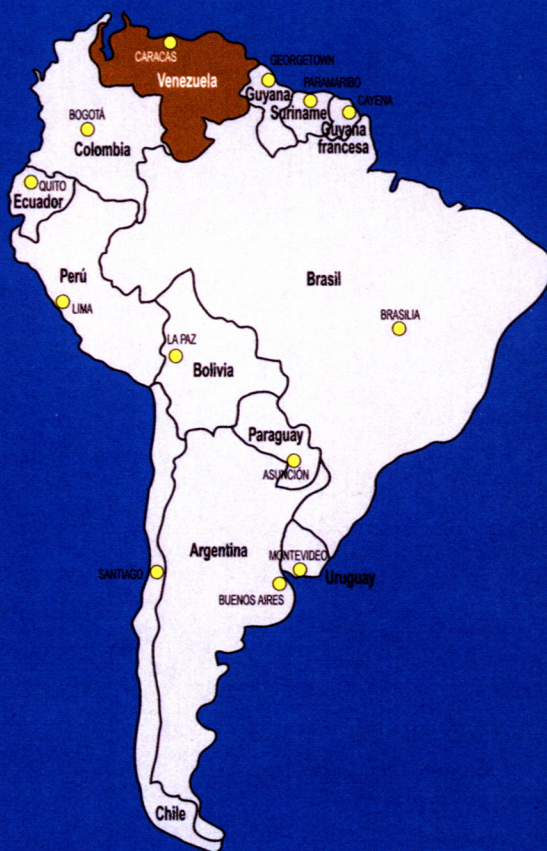 CARACAS
Venezuela
GEORGETOWN
Guyana
PARAMARIBO
Suriname
CAYENA
Guyana
francesa
BOGOTÁ
Colombia
QUITO
Ecuador
Perú
LIMA
Brasil
BRASILIA
LA PAZ
Bolivia
Paraguay
ASUNCIÓN
Argentina
MONTEVIDEO
Uruguay
SANTIAGO
BUENOS AIRES
Chile